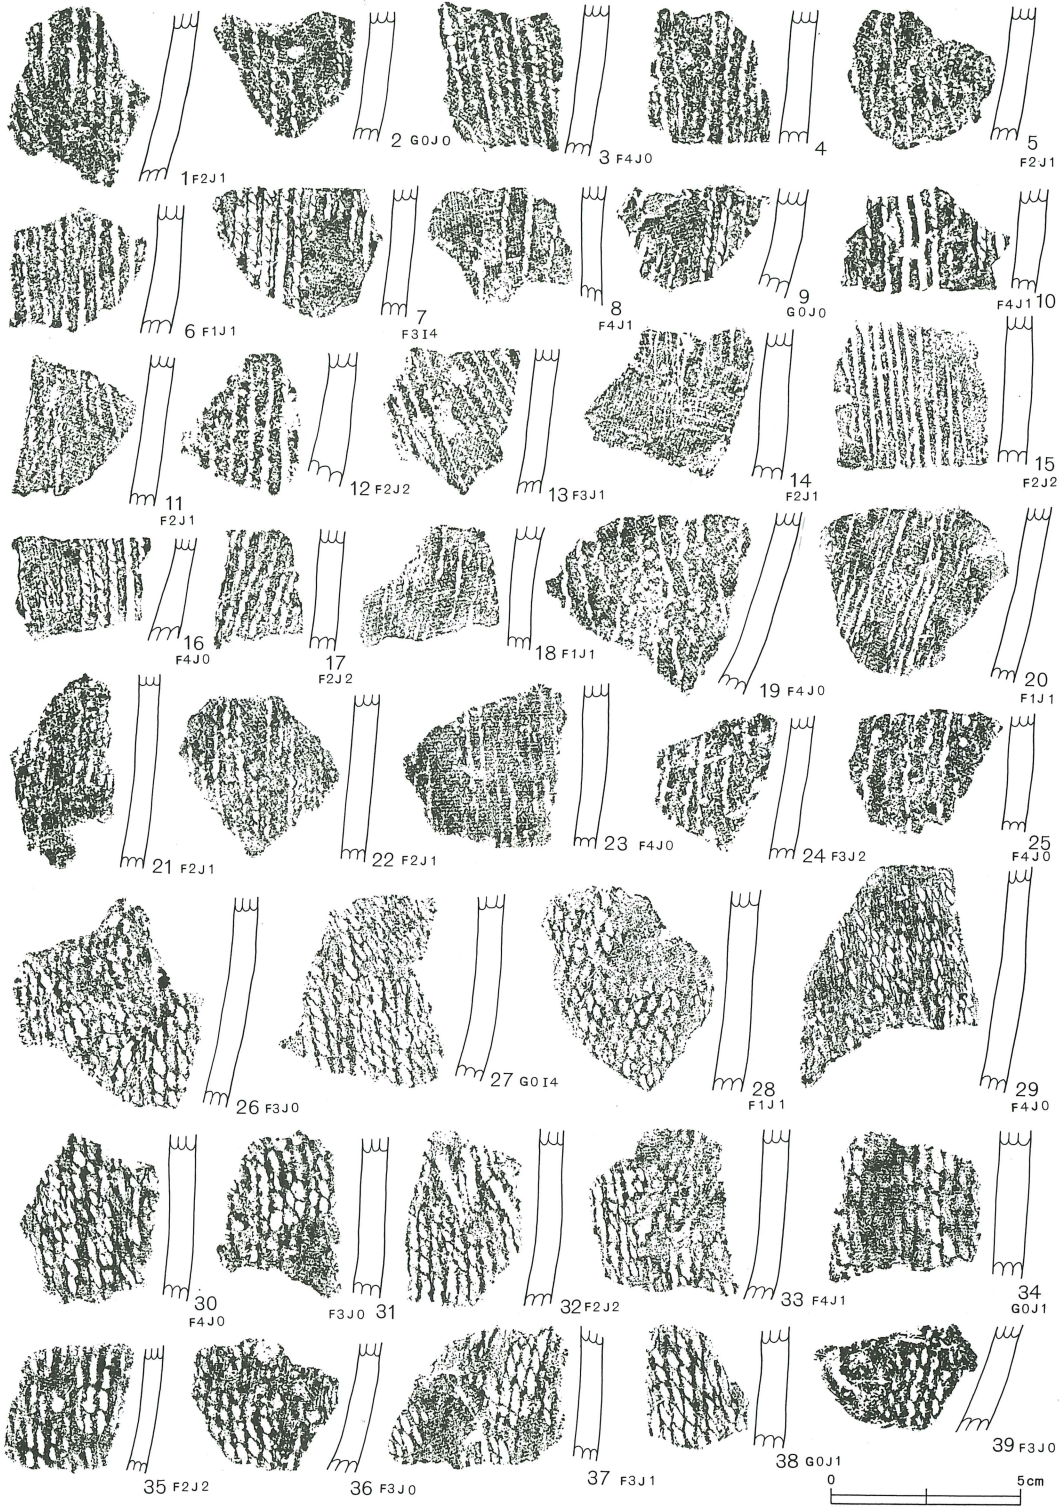 1 F2J1
2 G0J0
3 F4J0
4
5
F2J1
6 F1J1
7
F3I4
8
F4J1
9
G0J0
F4J1 10
11
F2J1
12 F2J2
13 F3J1
14
F2J1
15
F2J2
16
F4J0
17
F2J2
18 F1J1
19 F4J0
20
F1J1
21 F2J1
22 F2J1
23 F4J0
24 F3J2
25
F4J0
26 F3J0
27 G0I4
28
F1J1
29
F4J0
30
F4J0
F3J0 31
32 F2J2
33 F4J1
34
G0J1
35 F2J2
36 F3J0
37 F3J1
38 G0J1
39 F3J0
0 5cm